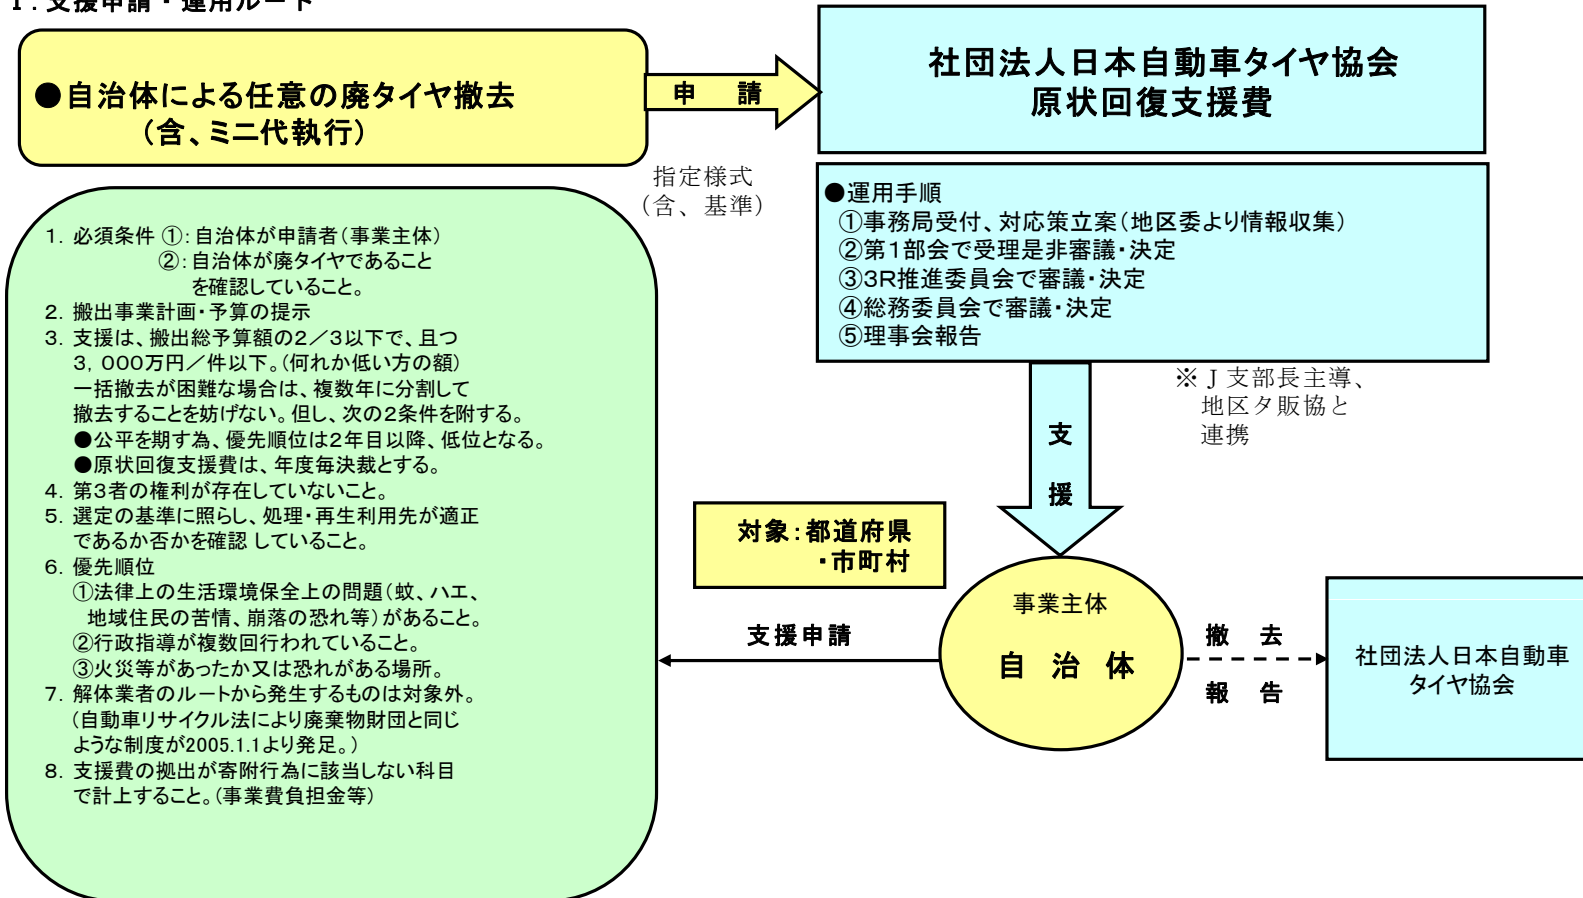 1．支援申請・運用ルート
●自治体による任意の廃タイヤ撤去
（含、ミニ代執行）
申　請
指定様式
（含、基準）
社団法人日本自動車タイヤ協会
原状回復支援費
●運用手順
①事務局受付、対応策立案（地区委より情報収集）
②第１部会で受理是非審議・決定
③３Ｒ推進委員会で審議・決定
④総務委員会で審議・決定
⑤理事会報告
※Ｊ支部長主導、
地区タ販協と
連携
支
援
1．必須条件 ①：自治体が申請者（事業主体）
②：自治体が廃タイヤであること
を確認していること。
2．搬出事業計画・予算の提示
3．支援は、搬出総予算額の２／３以下で、且つ
３，０００万円／件以下。（何れか低い方の額）
一括撤去が困難な場合は、複数年に分割して
撤去することを妨げない。但し、次の２条件を附する。
●公平を期す為、優先順位は２年目以降、低位となる。
●原状回復支援費は、年度毎決裁とする。
4．第３者の権利が存在していないこと。
5．選定の基準に照らし、処理・再生利用先が適正
であるか否かを確認 していること。
6．優先順位
①法律上の生活環境保全上の問題（蚊、ハエ、
地域住民の苦情、崩落の恐れ等）があること。
②行政指導が複数回行われていること。
③火災等があったか又は恐れがある場所。
7．解体業者のルートから発生するものは対象外。
（自動車リサイクル法により廃棄物財団と同じ
ような制度が2005.1.1より発足。）
8．支援費の拠出が寄附行為に該当しない科目
で計上すること。（事業費負担金等）
対象：都道府県
・市町村
支援申請
事業主体
自　治　体
撤　去
報　告
社団法人日本自動車
タイヤ協会